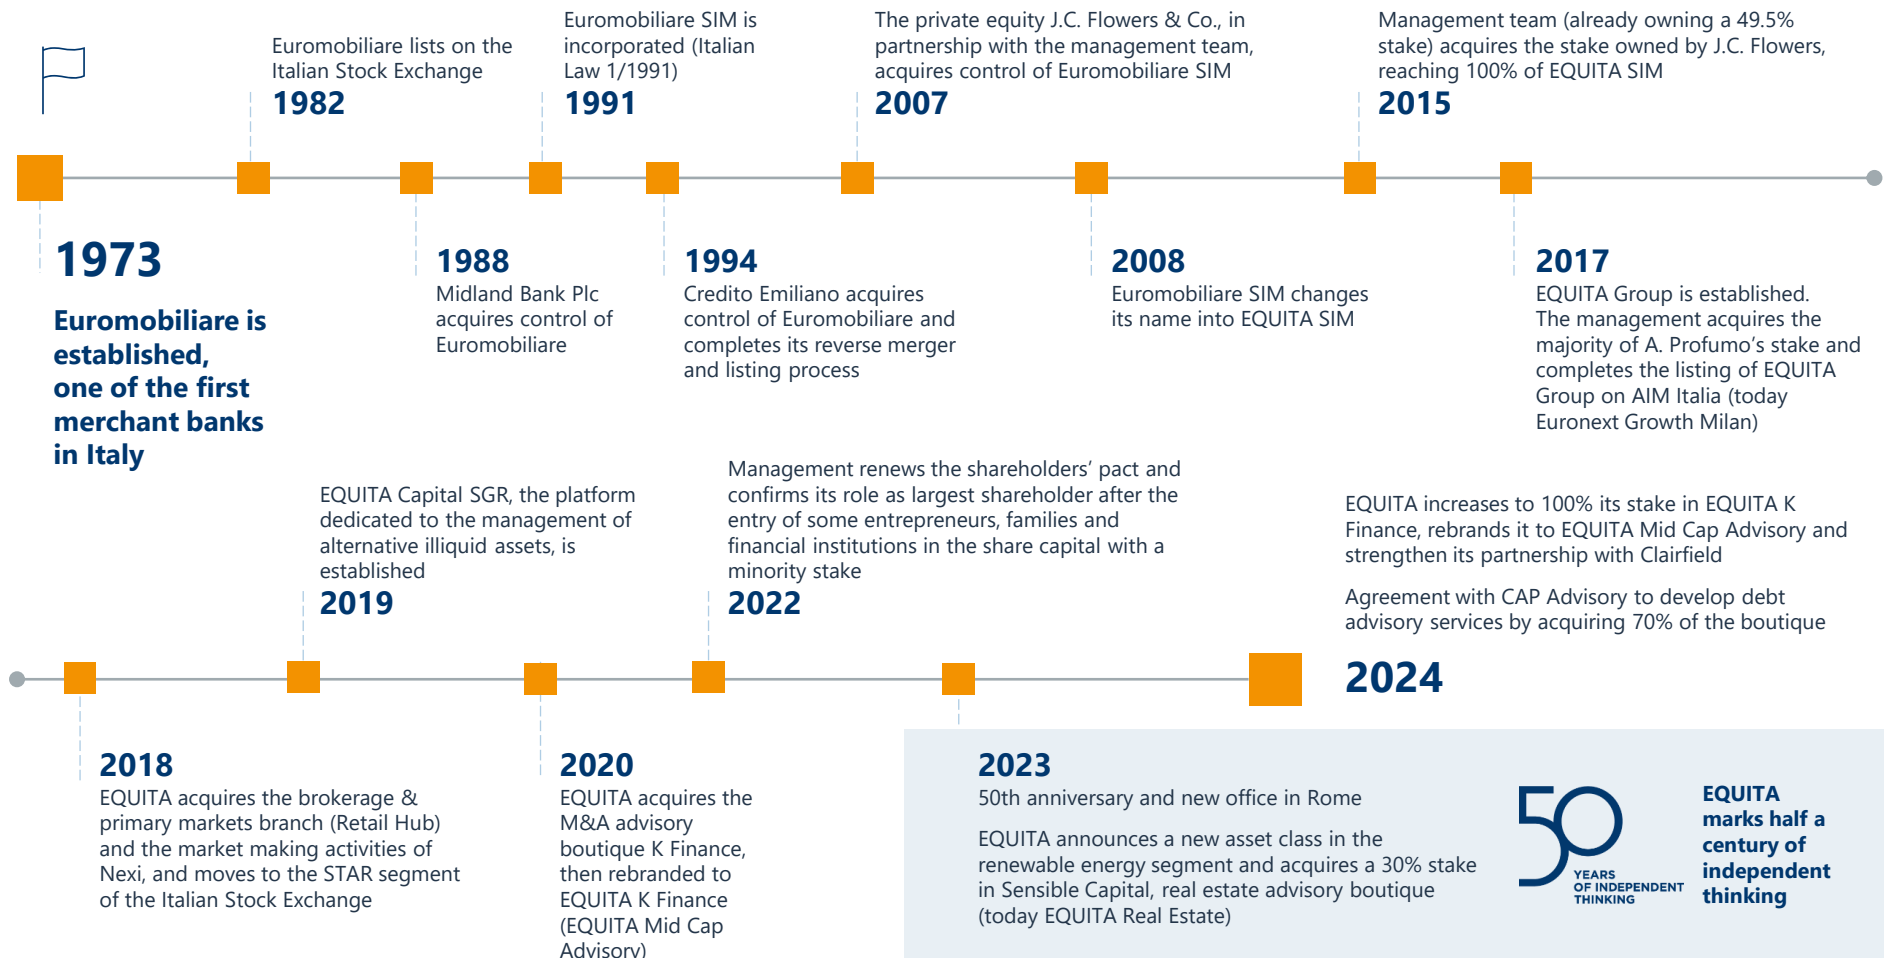 Euromobiliare lists on the
Italian Stock Exchange
1982
Euromobiliare SIM is
incorporated (Italian
Law 1/1991)
1991
The private equity J.C. Flowers & Co., in
partnership with the management team,
acquires control of Euromobiliare SIM
2007
Management team (already owning a 49.5%
stake) acquires the stake owned by J.C. Flowers,
reaching 100% of EQUITA SIM
2015
1973
Euromobiliare is
established,
one of the first
merchant banks
in Italy
1988
Midland Bank Plc
acquires control of
Euromobiliare
1994
Credito Emiliano acquires
control of Euromobiliare and
completes its reverse merger
and listing process
2008
Euromobiliare SIM changes
its name into EQUITA SIM
2017
EQUITA Group is established.
The management acquires the
majority of A. Profumo’s stake and
completes the listing of EQUITA
Group on AIM Italia (today
Euronext Growth Milan)
EQUITA Capital SGR, the platform
dedicated to the management of
alternative illiquid assets, is
established
2019
Management renews the shareholders’ pact and
confirms its role as largest shareholder after the
entry of some entrepreneurs, families and
financial institutions in the share capital with a
minority stake
2022
EQUITA increases to 100% its stake in EQUITA K
Finance, rebrands it to EQUITA Mid Cap Advisory and
strengthen its partnership with Clairfield
Agreement with CAP Advisory to develop debt
advisory services by acquiring 70% of the boutique
2024
2018
EQUITA acquires the brokerage &
primary markets branch (Retail Hub)
and the market making activities of
Nexi, and moves to the STAR segment
of the Italian Stock Exchange
2020
EQUITA acquires the
M&A advisory
boutique K Finance,
then rebranded to
EQUITA K Finance
(EQUITA Mid Cap
Advisory)
2023
50th anniversary and new office in Rome
EQUITA announces a new asset class in the
renewable energy segment and acquires a 30% stake
in Sensible Capital, real estate advisory boutique
(today EQUITA Real Estate)
50
YEARS
OF INDEPENDENT
THINKING
EQUITA
marks half a
century of
independent
thinking